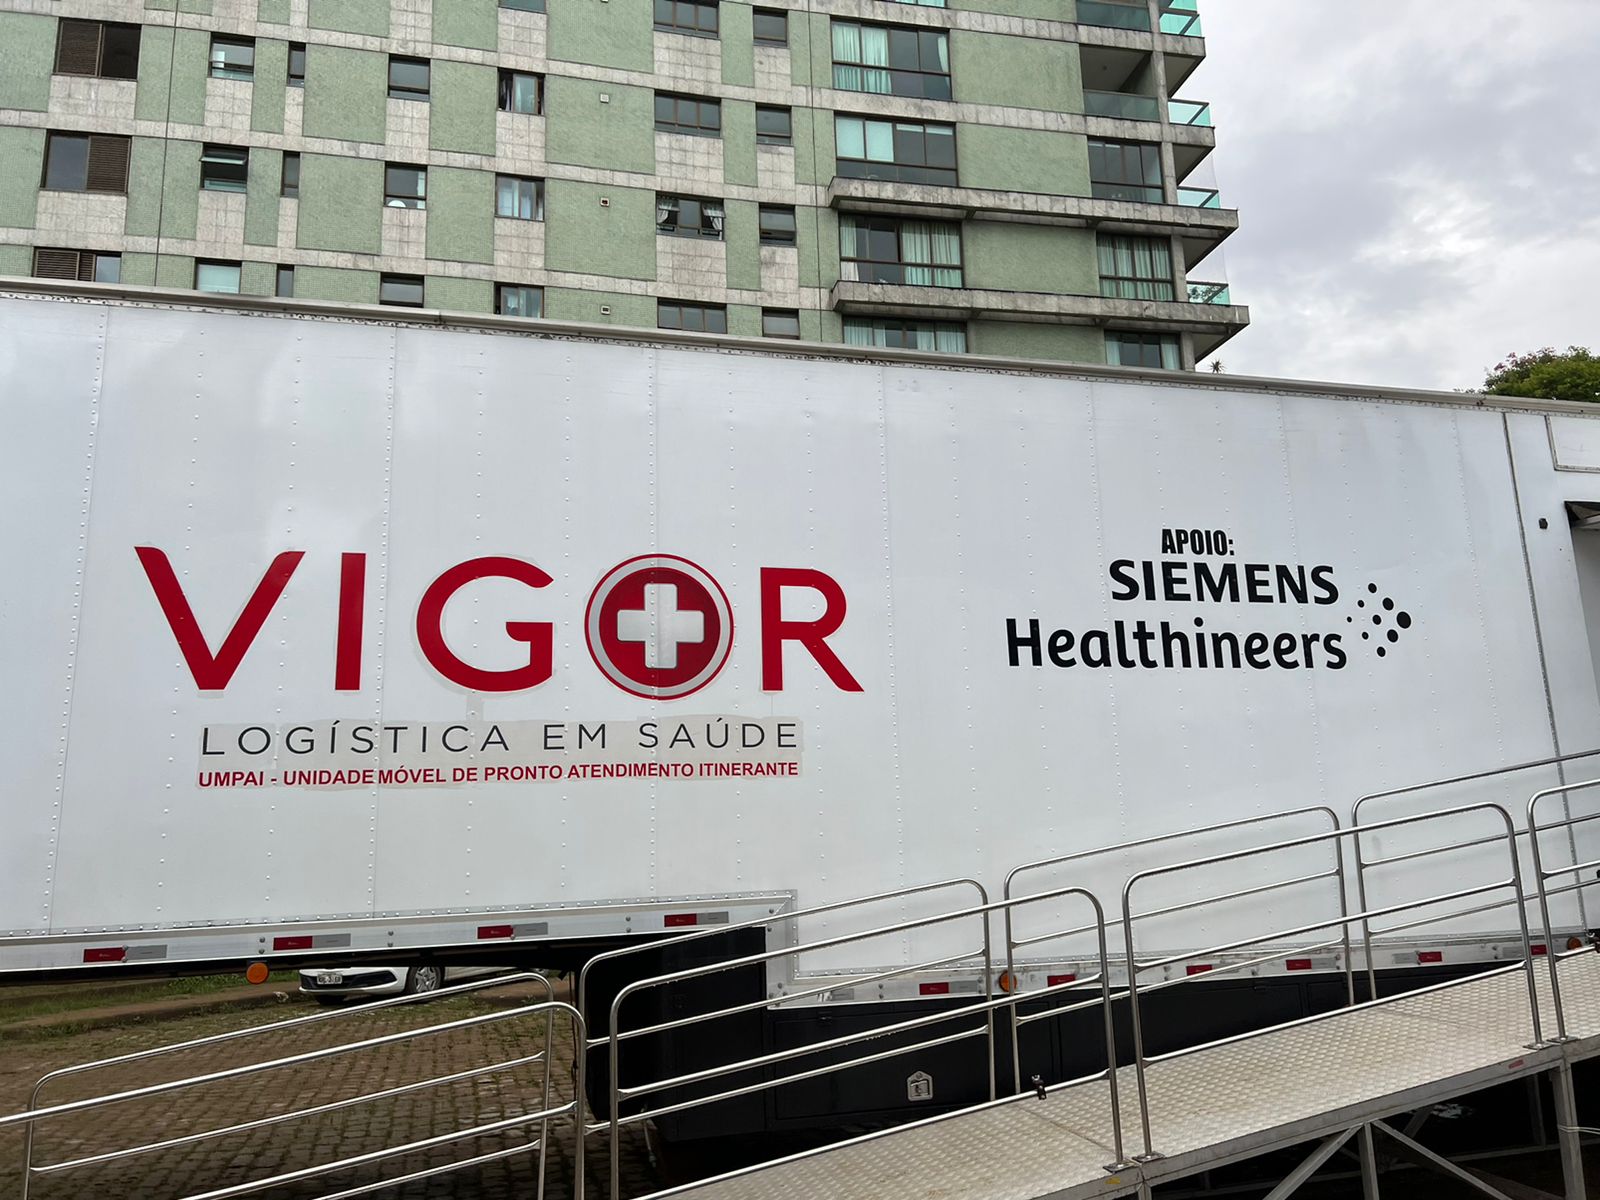 VIGOR
LOGÍSTICA EM SAÚDE
UMPAI - UNIDADE MÓVEL DE PRONTO ATENDIMENTO ITINERANTE
APOIO:
SIEMENS
Healthineers